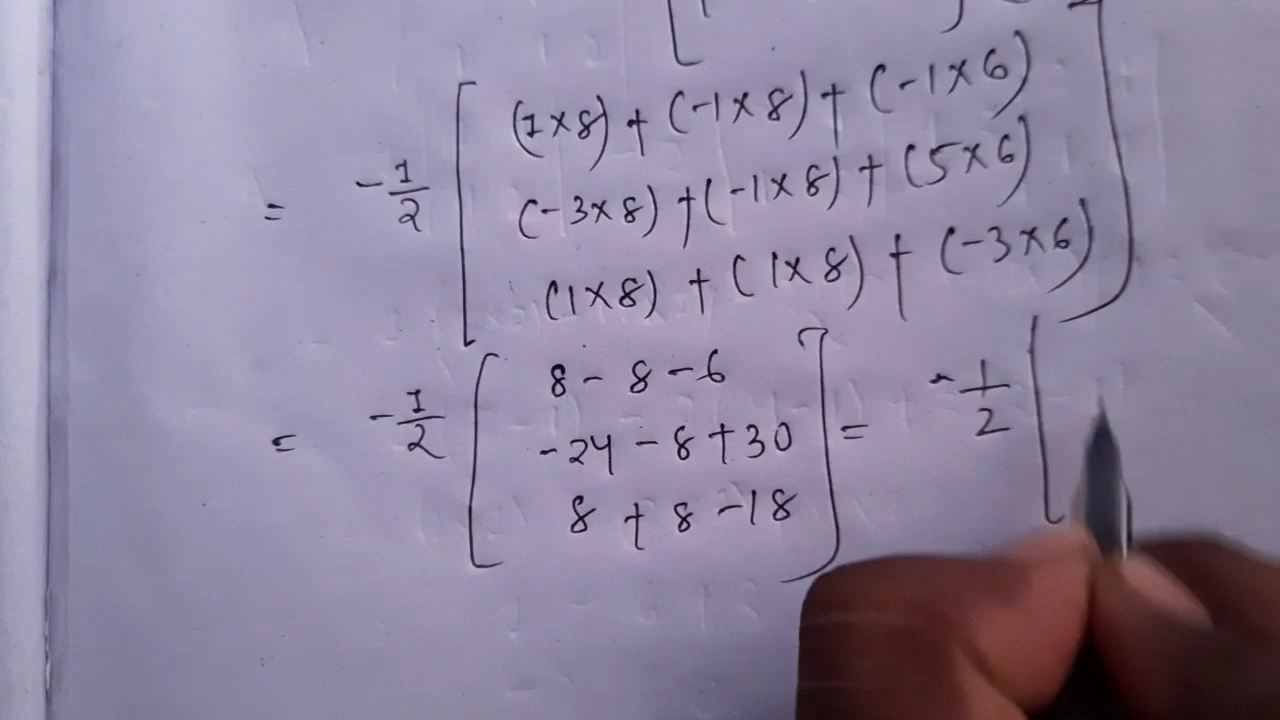 = -1/2 [ (1×8) + (-1×8) + (-1×6)
(-3×8) + (-1×8) + (5×6)
(1×8) + (1×8) + (-3×6) ]
= -1/2 [ 8 - 8 - 6
-24 - 8 + 30
8 + 8 - 18 ] = -1/2 [